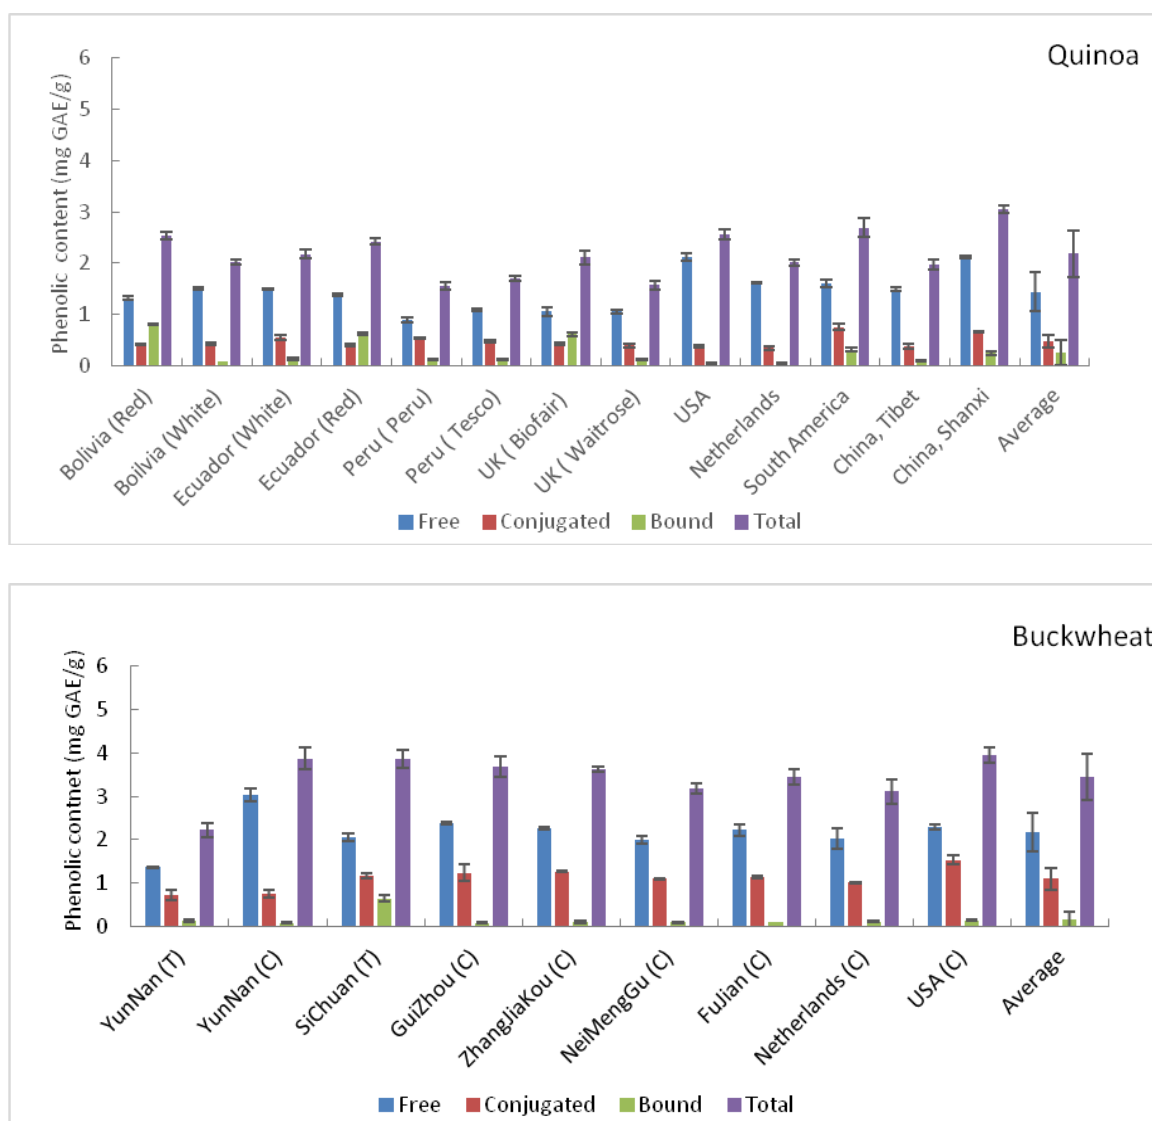 Quinoa
Phenolic content (mg GAE/g)
6
5
4
3
2
1
0
Bolivia (Red)
Boilvia (White)
Ecuador (White)
Ecuador (Red)
Peru ( Peru)
Peru ( Tesco)
UK ( Biofair)
UK ( Waitrose)
USA
Netherlands
South America
China, Tibet
China, Shanxi
Average
Free Conjugated Bound Total
Buckwheat
Phenolic contnet (mg GAE/g)
6
5
4
3
2
1
0
YunNan (T)
YunNan (C)
SiChuan (T)
GuiZhou (C)
ZhangJiaKou (C)
NeiMengGu (C)
FuJian (C)
Netherlands (C)
USA (C)
Average
Free Conjugated Bound Total